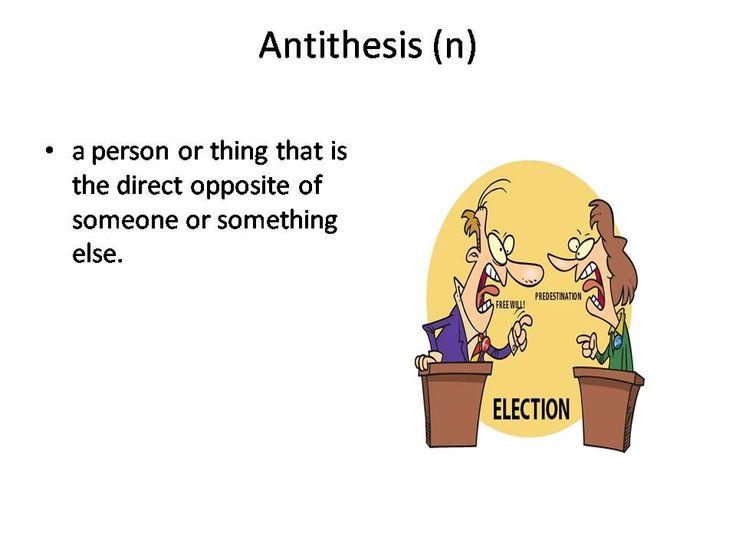 Antithesis (n)
• a person or thing that is
the direct opposite of
someone or something
else.
FREE WILL!
PREDESTINATION
ELECTION